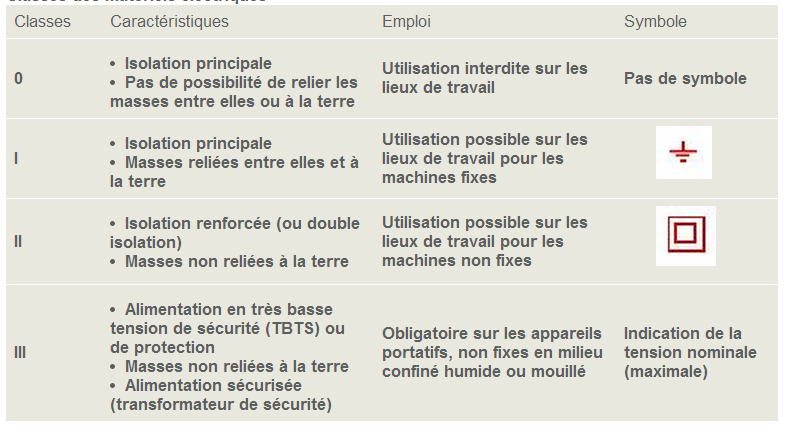 Classes des matériels électriques
Classes Caractéristiques Emploi Symbole
0
• Isolation principale
• Pas de possibilité de relier les
masses entre elles ou à la terre
Utilisation interdite sur les
lieux de travail
Pas de symbole
I
• Isolation principale
• Masses reliées entre elles et à
la terre
Utilisation possible sur les
lieux de travail pour les
machines fixes
II
• Isolation renforcée (ou double
isolation)
• Masses non reliées à la terre
Utilisation possible sur les
lieux de travail pour les
machines non fixes
III
• Alimentation en très basse
tension de sécurité (TBTS) ou
de protection
• Masses non reliées à la terre
• Alimentation sécurisée
(transformateur de sécurité)
Obligatoire sur les appareils
portatifs, non fixes en milieu
confiné humide ou mouillé
Indication de la
tension nominale
(maximale)